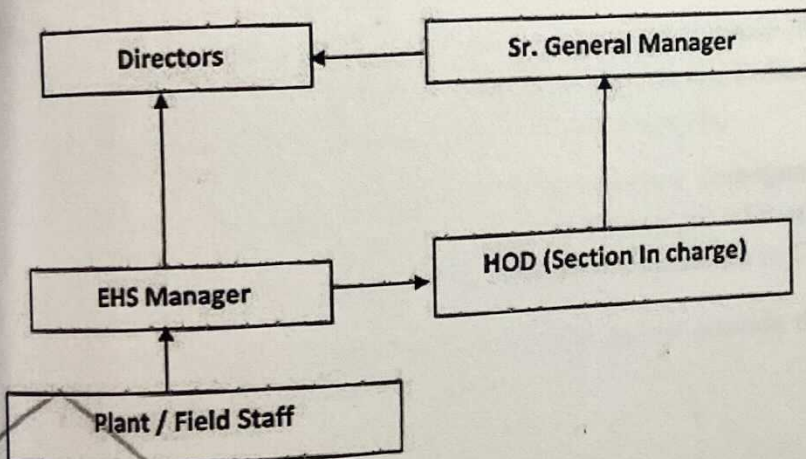 Directors
Sr. General Manager
EHS Manager
HOD (Section In charge)
Plant / Field Staff